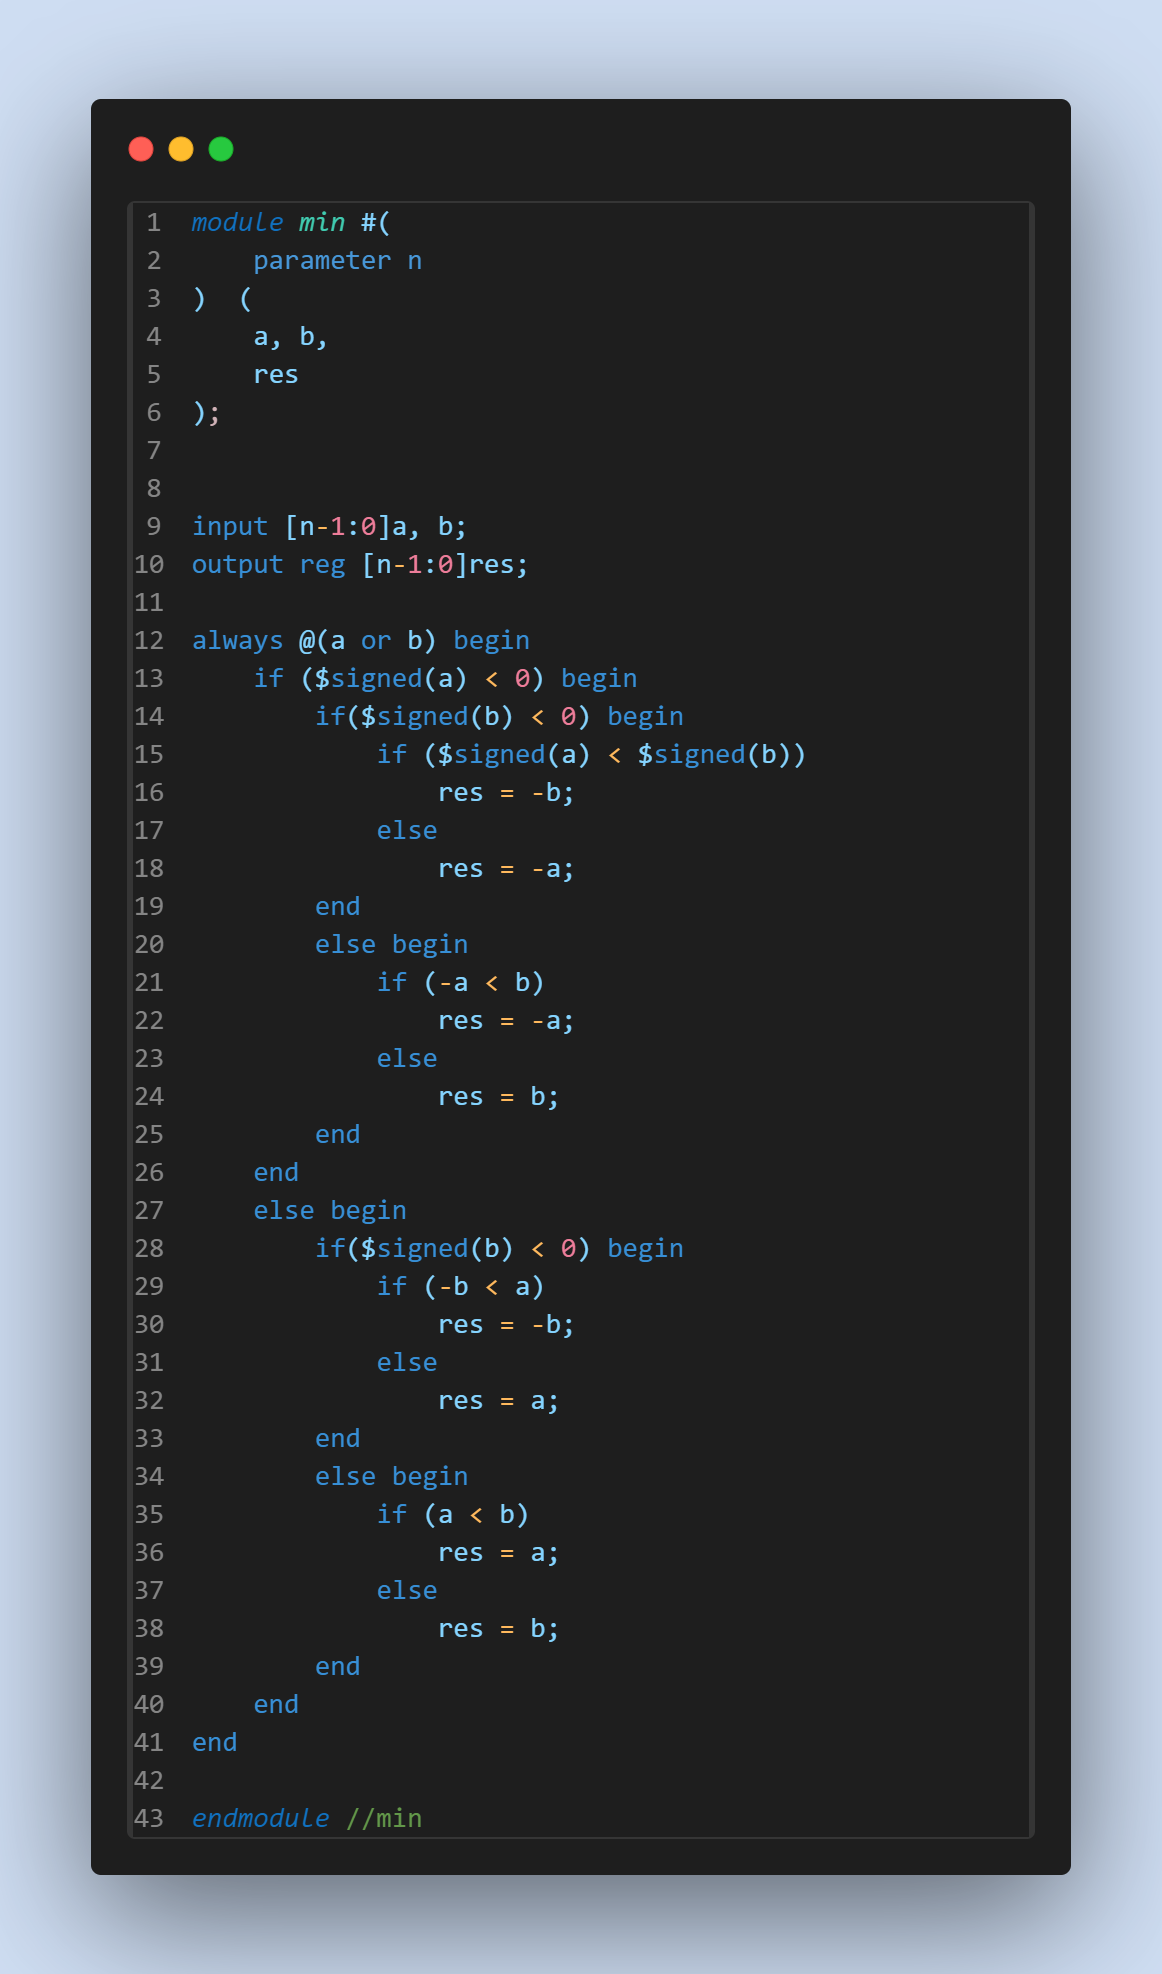 1 module min #(
2     parameter n
3 )  (
4     a, b,
5     res
6 );
7
8
9 input [n-1:0]a, b;
10 output reg [n-1:0]res;
11
12 always @(a or b) begin
13     if ($signed(a) < 0) begin
14         if($signed(b) < 0) begin
15             if ($signed(a) < $signed(b))
16                 res = -b;
17             else
18                 res = -a;
19         end
20         else begin
21             if (-a < b)
22                 res = -a;
23             else
24                 res = b;
25         end
26     end
27     else begin
28         if($signed(b) < 0) begin
29             if (-b < a)
30                 res = -b;
31             else
32                 res = a;
33         end
34         else begin
35             if (a < b)
36                 res = a;
37             else
38                 res = b;
39         end
40     end
41 end
42
43 endmodule //min